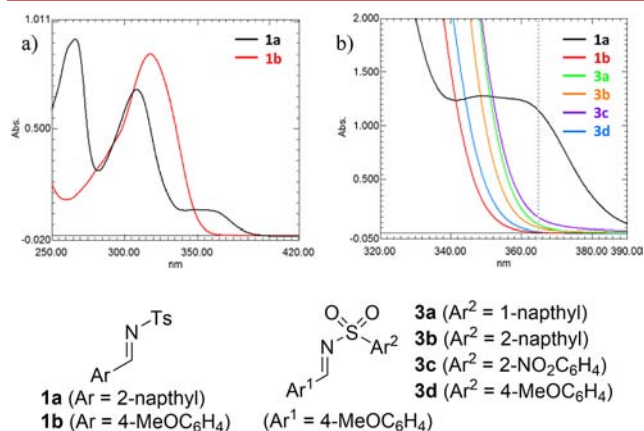 a)
1a
1b
1.011
Abs.
0.500
-0.020
250.00 300.00 350.00 420.00
nm
b)
1a
1b
3a
3b
3c
3d
2.000
1.500
Abs.
1.000
0.500
-0.050
320.00 340.00 360.00 380.00 390.00
nm
N Ts
Ar
1a (Ar = 2-napthyl)
1b (Ar = 4-MeOC6H4)
O O
S
N Ar2
Ar1
(Ar1 = 4-MeOC6H4)
3a (Ar2 = 1-napthyl)
3b (Ar2 = 2-napthyl)
3c (Ar2 = 2-NO2C6H4)
3d (Ar2 = 4-MeOC6H4)